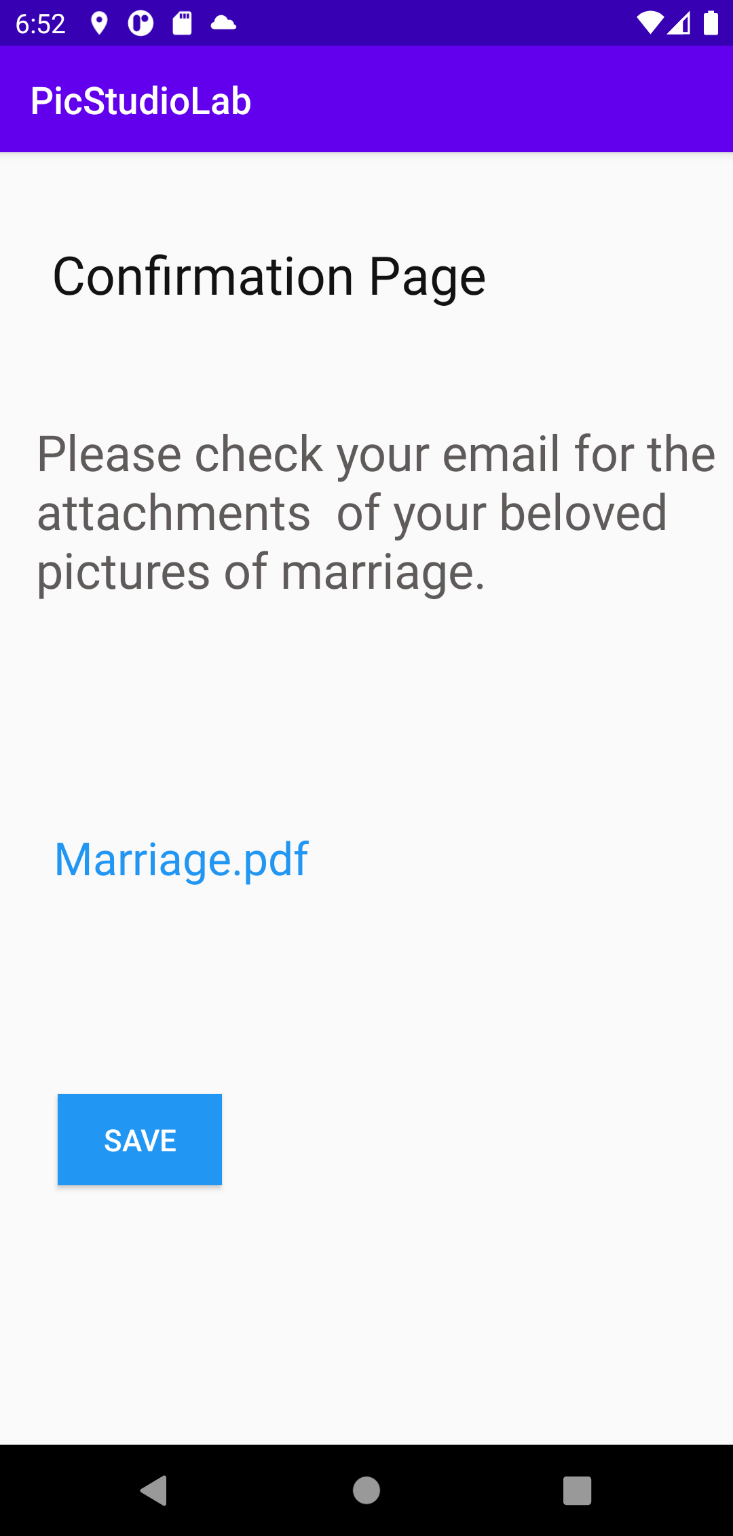 6:52
PicStudioLab
Confirmation Page
Please check your email for the
attachments  of your beloved
pictures of marriage.
Marriage.pdf
SAVE